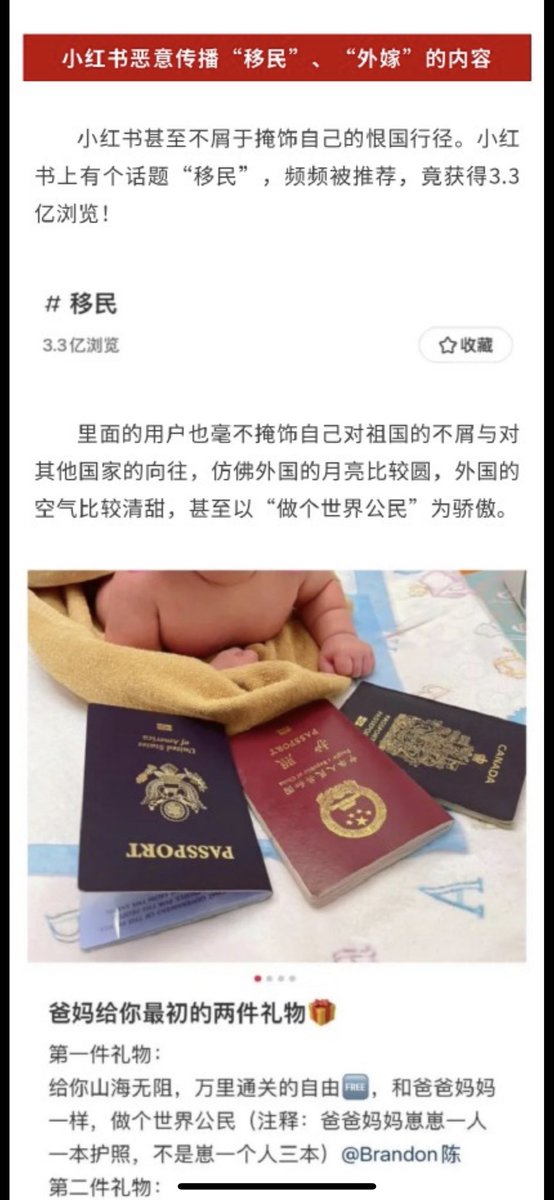 小红书恶意传播“移民”、“外嫁”的内容
小红书甚至不屑于掩饰自己的恨国行径。小红
书上有个话题“移民”，频频被推荐，竟获得3.3
亿浏览！
# 移民
3.3亿浏览
收藏
里面的用户也毫不掩饰自己对祖国的不屑与对
其他国家的向往，仿佛外国的月亮比较圆，外国的
空气比较清甜，甚至以“做个世界公民”为骄傲。
United States
of America
PASSPORT
中华人民共和国
People's Republic of China
护照
PASSPORT
CANADA
PASSPORT
PASSEPORT
A
爸妈给你最初的两件礼物🎁
第一件礼物：
给你山海无阻，万里通关的自由🆓，和爸爸妈妈
一样，做个世界公民（注释：爸爸妈妈崽崽一人
一本护照，不是崽一个人三本）@Brandon陈
第二件礼物：